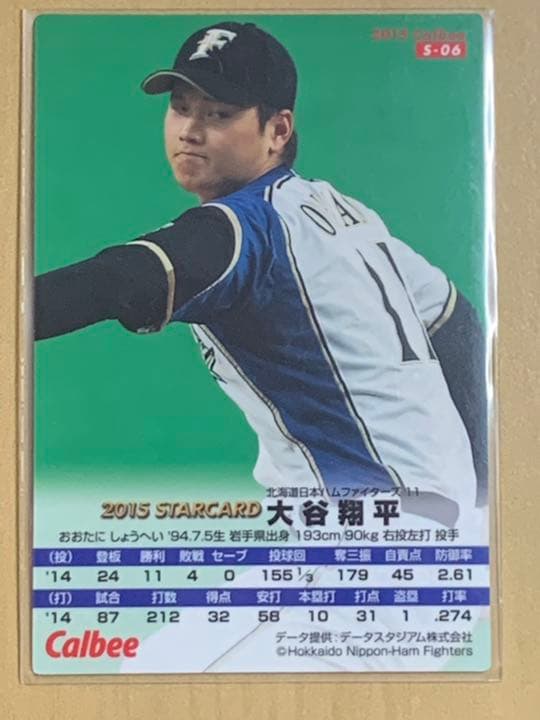 2015 Calbee
S-06
F
OHTA
11
北海道日本ハムファイターズ '11
2015 STARCARD 大谷翔平
おおたに しょうへい '94.7.5生 岩手県出身 193cm 90kg 右投左打 投手
(投) 登板 勝利 敗戦 セーブ 投球回 奪三振 自責点 防御率
'14 24 11 4 0 155 1/3 179 45 2.61
(打) 試合 打数 得点 安打 本塁打 打点 盗塁 打率
'14 87 212 32 58 10 31 1 .274
Calbee
データ提供:データスタジアム株式会社
©Hokkaido Nippon-Ham Fighters